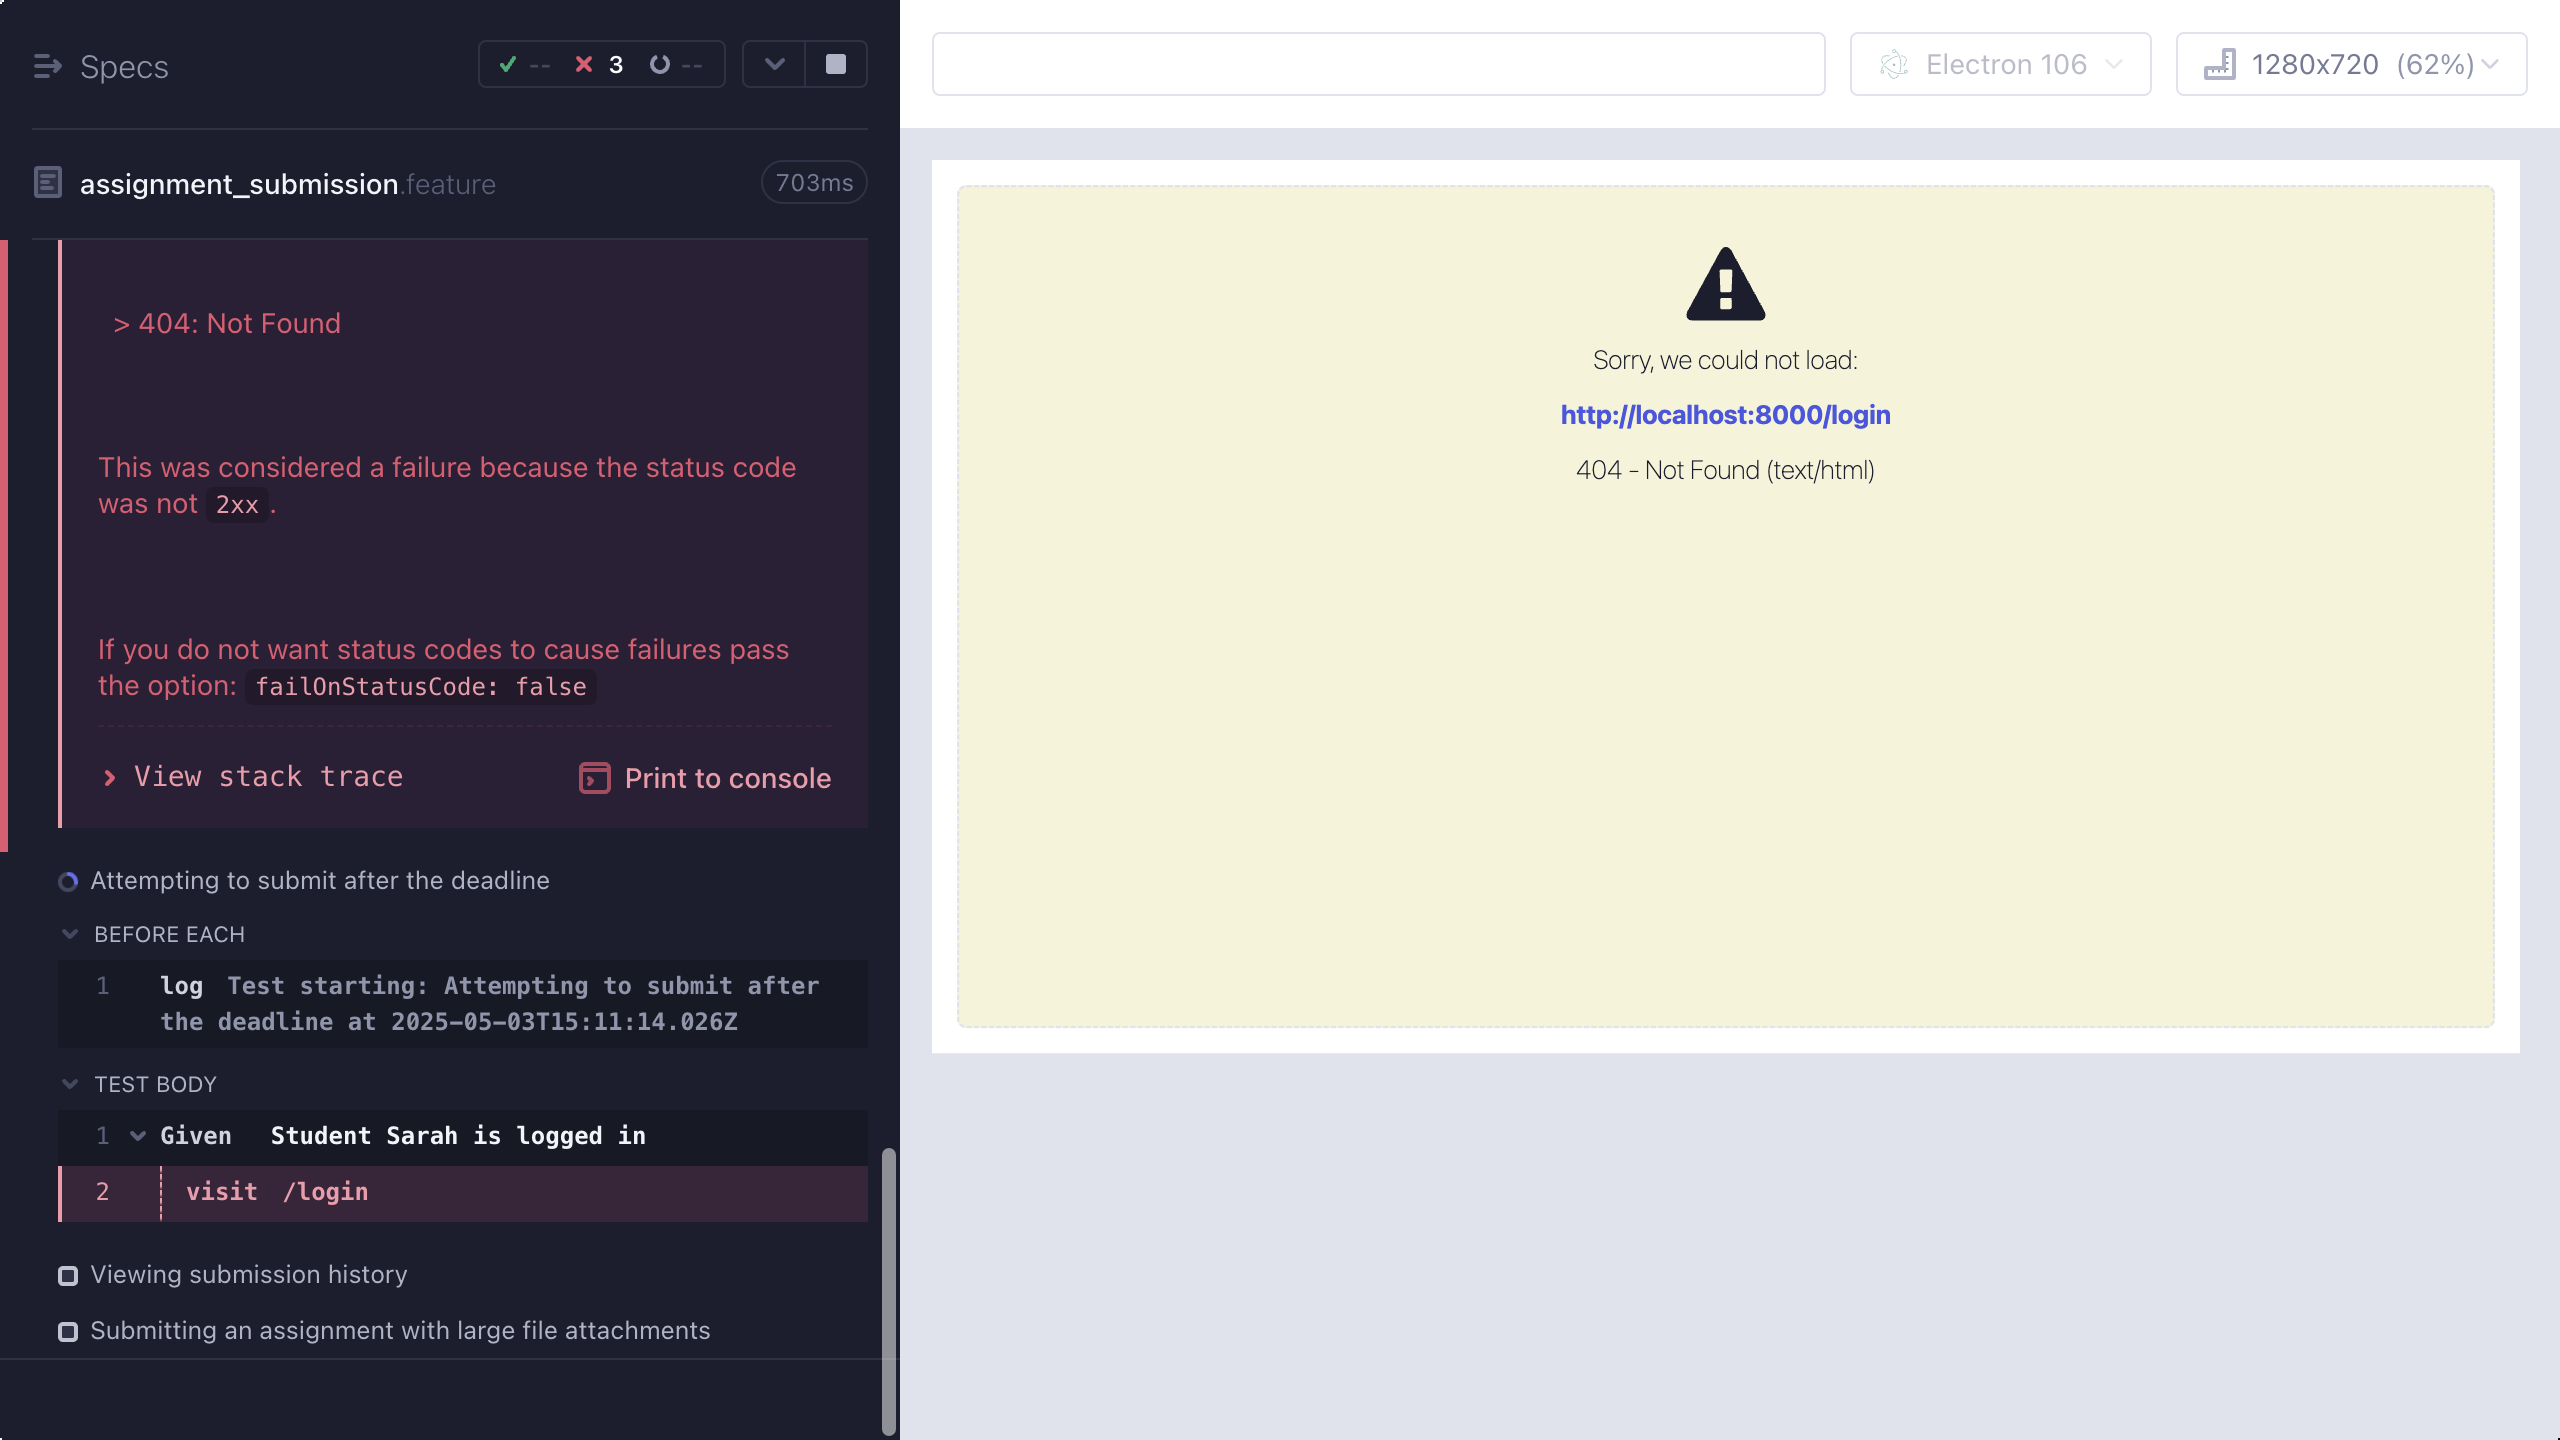 Specs
--
3
--
assignment_submission.feature
703ms
> 404: Not Found
This was considered a failure because the status code
was not 2xx.
If you do not want status codes to cause failures pass
the option: failOnStatusCode: false
View stack trace
Print to console
Attempting to submit after the deadline
BEFORE EACH
1 log Test starting: Attempting to submit after
the deadline at 2025-05-03T15:11:14.026Z
TEST BODY
1 Given Student Sarah is logged in
2 visit /login
Viewing submission history
Submitting an assignment with large file attachments
Electron 106
1280x720 (62%)
Sorry, we could not load:
http://localhost:8000/login
404 - Not Found (text/html)